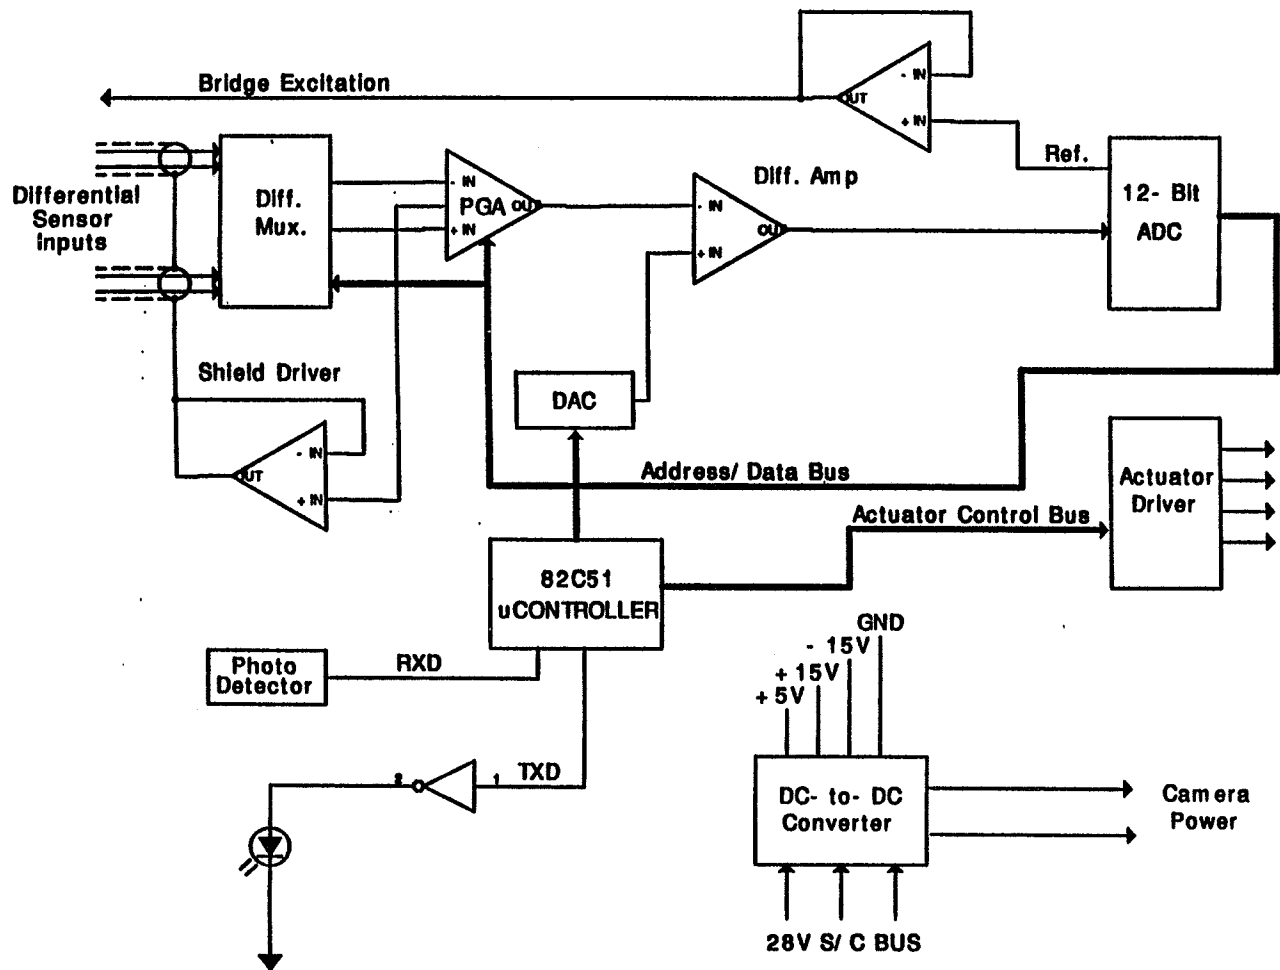 Bridge Excitation
- IN
OUT
+ IN
Ref.
12- Bit
ADC
Differential
Sensor
Inputs
Diff.
Mux.
- IN
PGA
OUT
+ IN
Diff. Amp
- IN
OUT
+ IN
Shield Driver
- IN
OUT
+ IN
DAC
Address/ Data Bus
Actuator Control Bus
Actuator
Driver
82C51
uCONTROLLER
Photo
Detector
RXD
TXD
2
1
GND
- 15V
+ 15V
+ 5V
DC- to- DC
Converter
Camera
Power
28V S/ C BUS